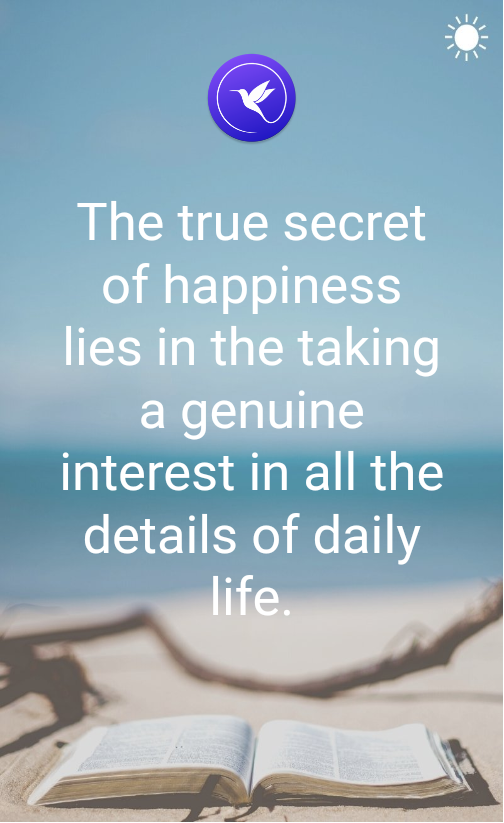 The true secret
of happiness
lies in the taking
a genuine
interest in all the
details of daily
life.